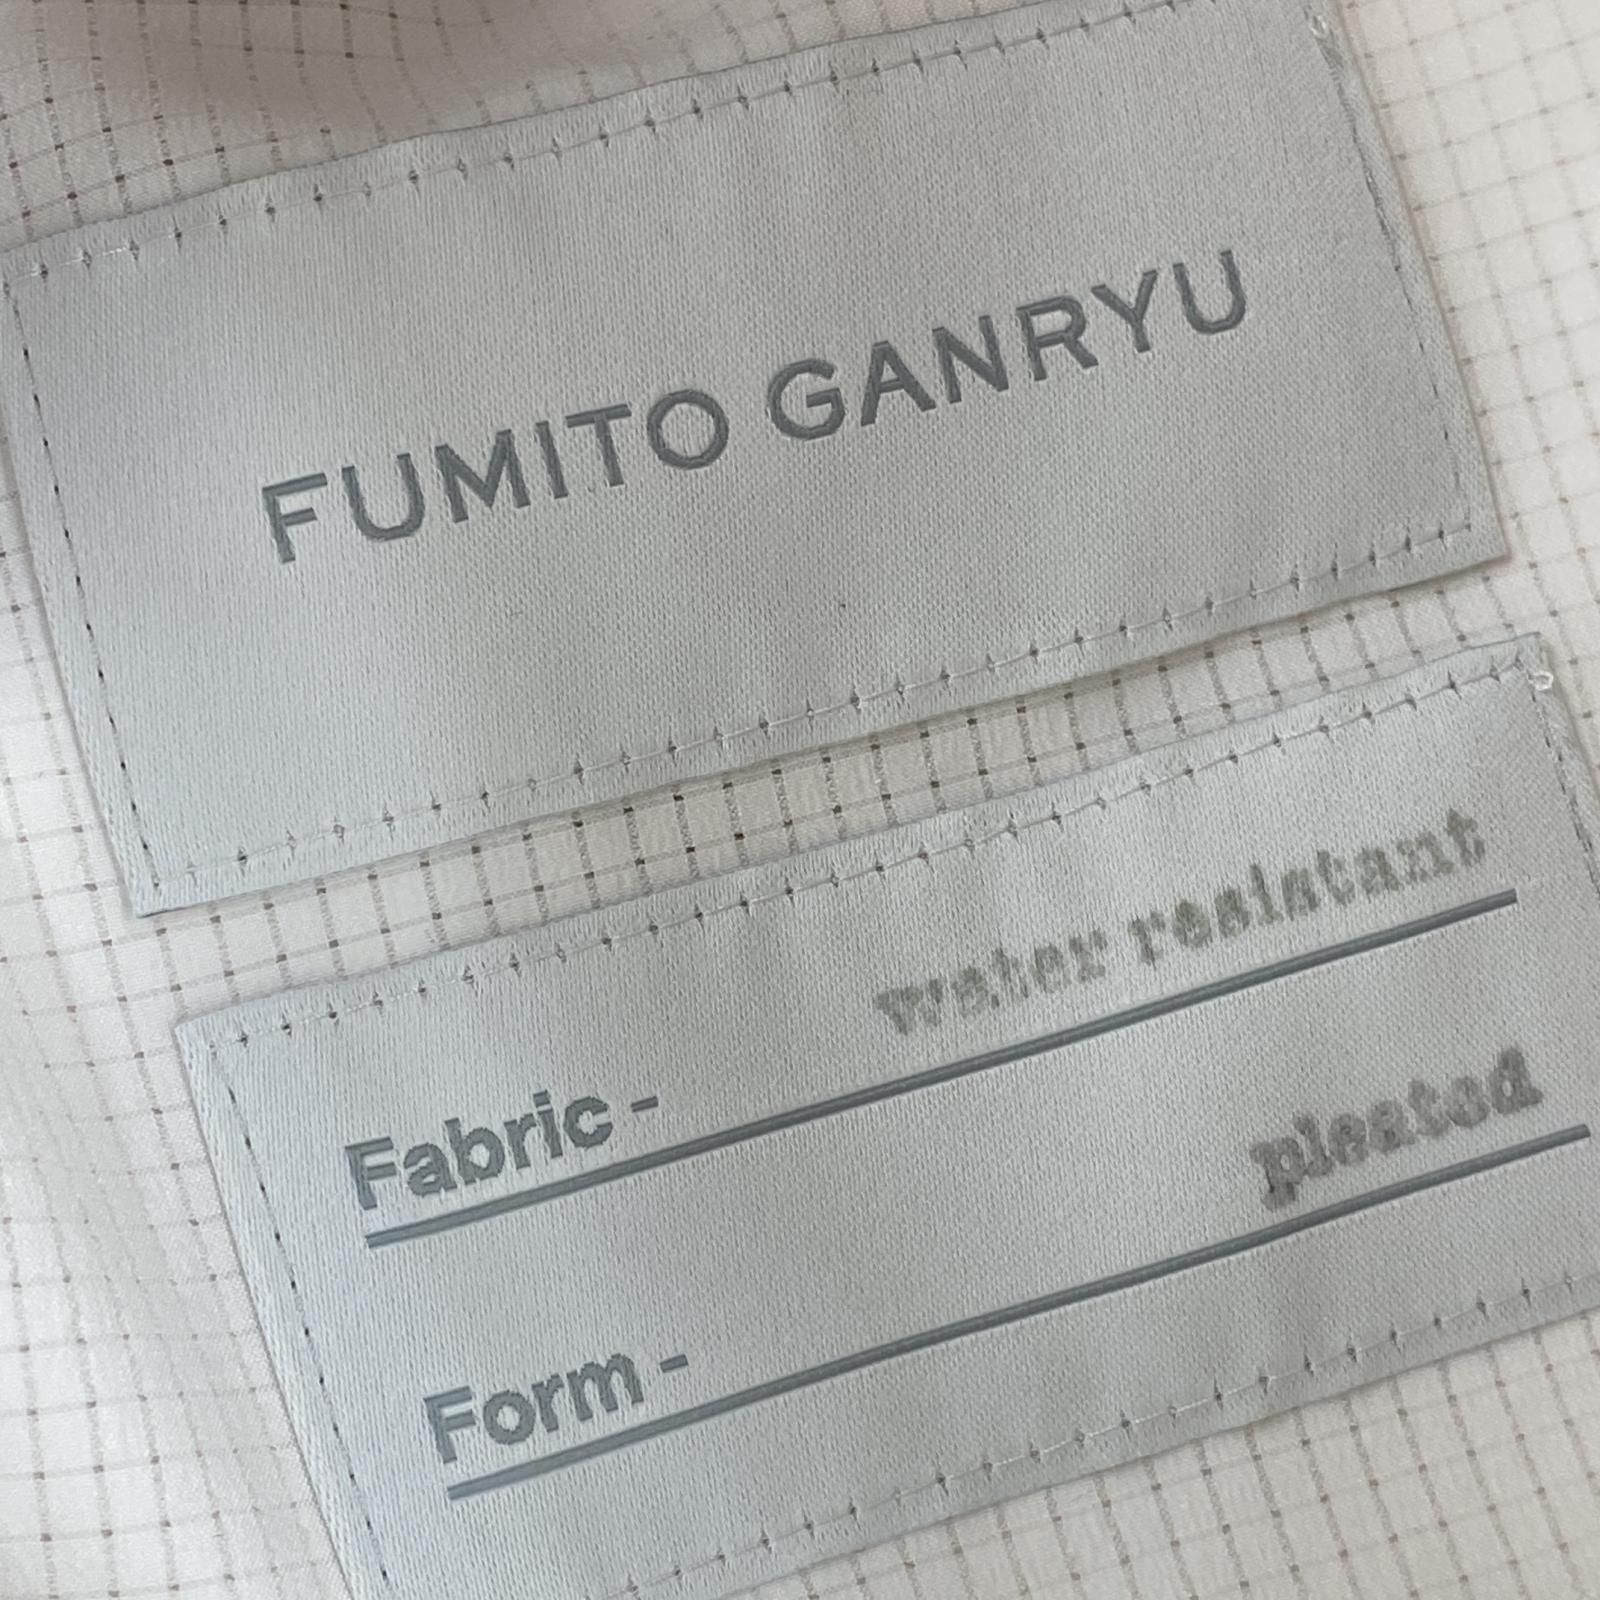 FUMITO GANRYU
Fabric - water resistant
Form - pleated